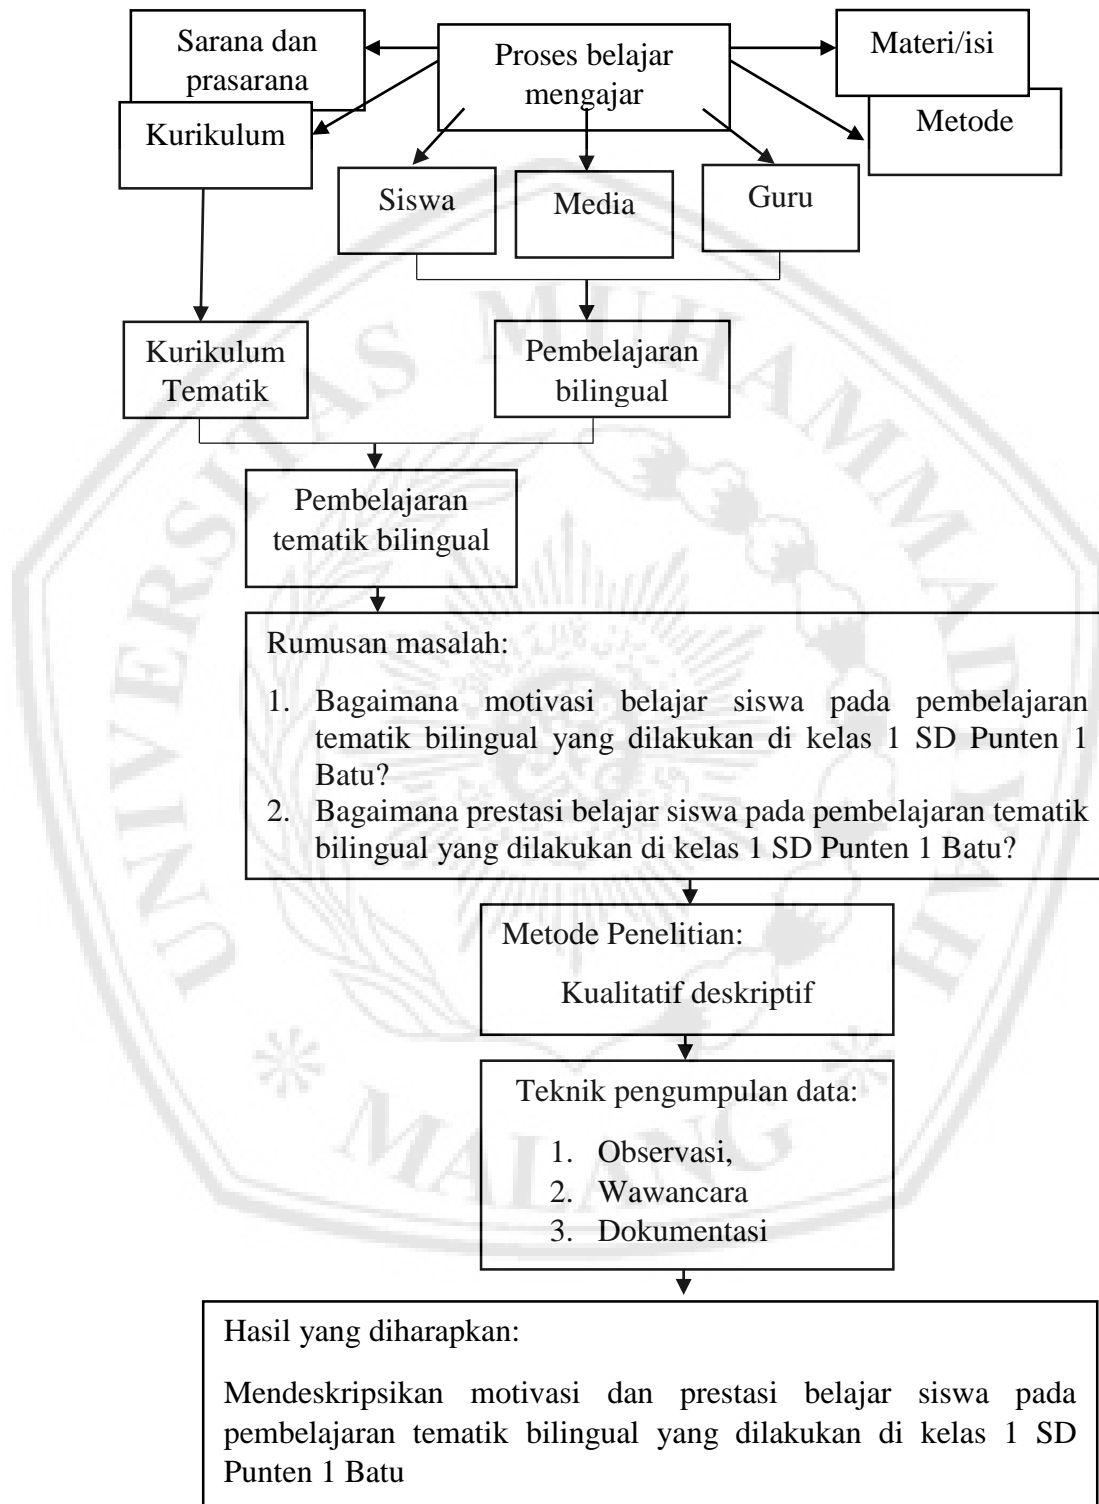 Sarana dan
prasarana
Proses belajar
mengajar
Materi/isi
Kurikulum
Metode
Siswa
Media
Guru
Kurikulum
Tematik
Pembelajaran
bilingual
Pembelajaran
tematik bilingual
Rumusan masalah:
1. Bagaimana motivasi belajar siswa pada pembelajaran
tematik bilingual yang dilakukan di kelas 1 SD Punten 1
Batu?
2. Bagaimana prestasi belajar siswa pada pembelajaran tematik
bilingual yang dilakukan di kelas 1 SD Punten 1 Batu?
Metode Penelitian:
Kualitatif deskriptif
Teknik pengumpulan data:
1. Observasi,
2. Wawancara
3. Dokumentasi
Hasil yang diharapkan:
Mendeskripsikan motivasi dan prestasi belajar siswa pada
pembelajaran tematik bilingual yang dilakukan di kelas 1 SD
Punten 1 Batu
UNIVERSITAS MUHAMMADIYAH
MALANG